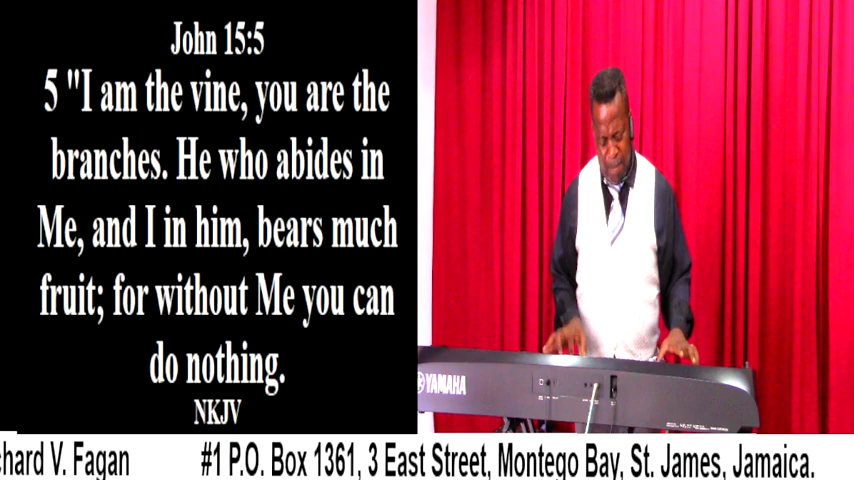 John 15:5
5 "I am the vine, you are the
branches. He who abides in
Me, and I in him, bears much
fruit; for without Me you can
do nothing.
NKJV
YAMAHA
chard V. Fagan #1 P.O. Box 1361, 3 East Street, Montego Bay, St. James, Jamaica.